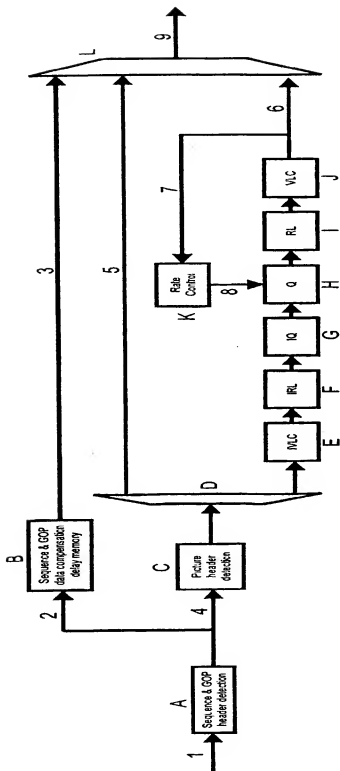 1
A
Sequence & GOP
header detection
2
B
Sequence & GOP
data compensation
delay memory
3
4
C
Picture header
detection
D
5
E
IVLC
F
IRL
G
IQ
H
Q
I
RL
J
VLC
K
Rate
Control
8
7
6
L
9